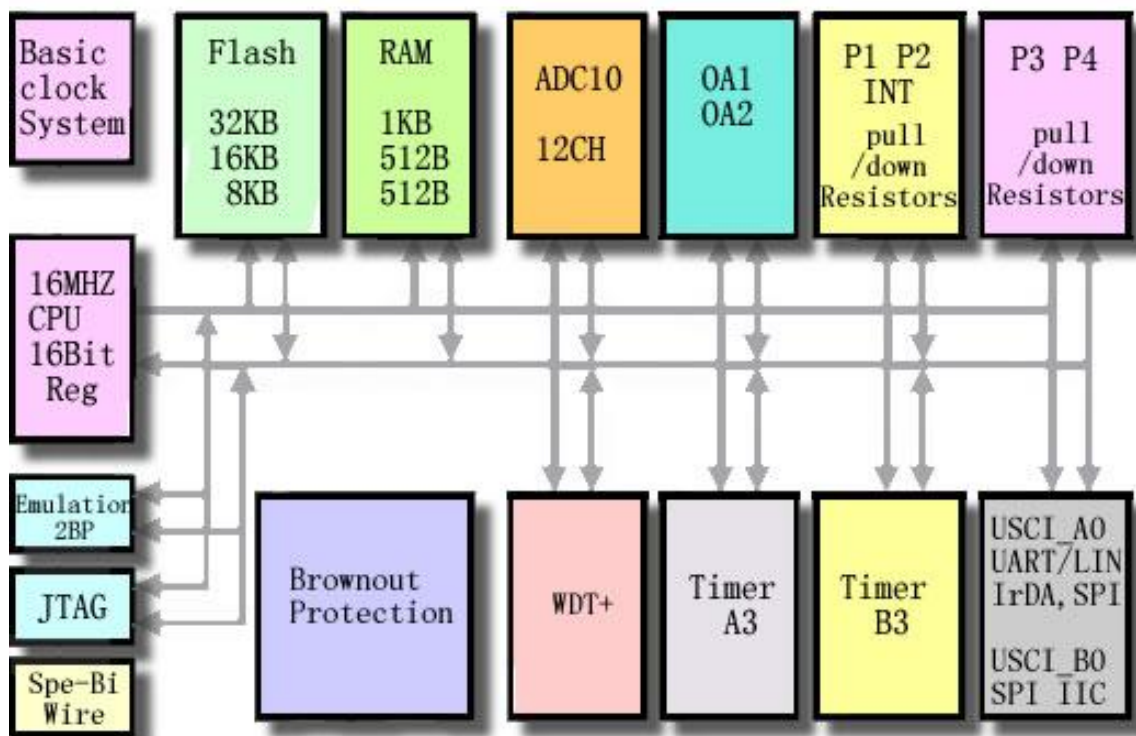 Basic
clock
System
Flash
32KB
16KB
8KB
RAM
1KB
512B
512B
ADC10
12CH
OA1
OA2
P1 P2
INT
pull
/down
Resistors
P3 P4
pull
/down
Resistors
16MHZ
CPU
16Bit
Reg
Emulation
2BP
JTAG
Spe-Bi
Wire
Brownout
Protection
WDT+
Timer
A3
Timer
B3
USCI_A0
UART/LIN
IrDA, SPI
USCI_B0
SPI IIC